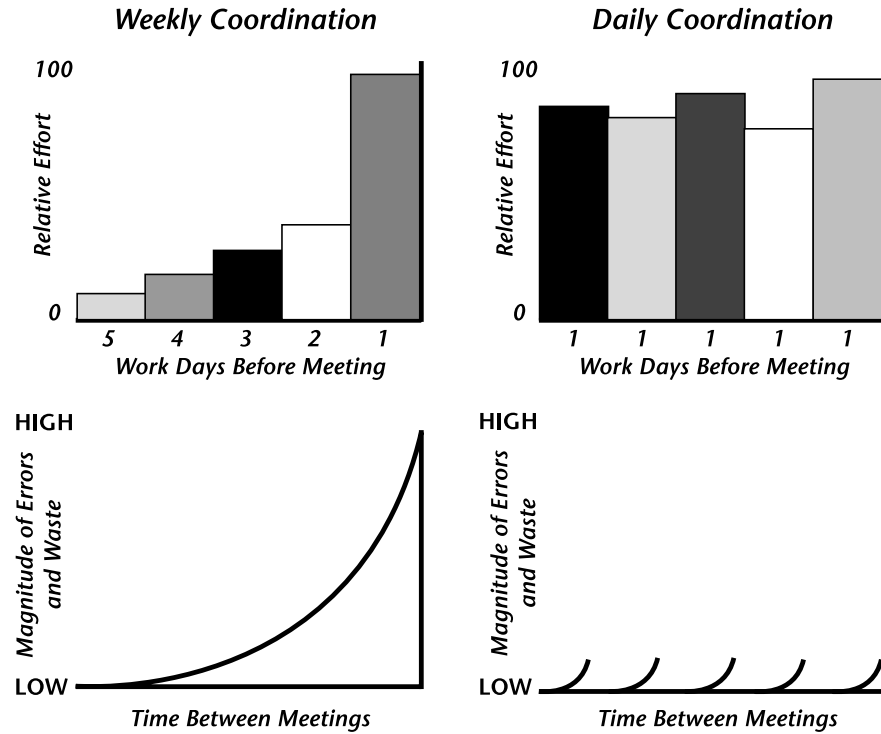 Weekly Coordination
100
Relative Effort
0
5 4 3 2 1
Work Days Before Meeting
Daily Coordination
100
Relative Effort
0
1 1 1 1 1
Work Days Before Meeting
HIGH
Magnitude of Errors
and Waste
LOW
Time Between Meetings
HIGH
Magnitude of Errors
and Waste
LOW
Time Between Meetings